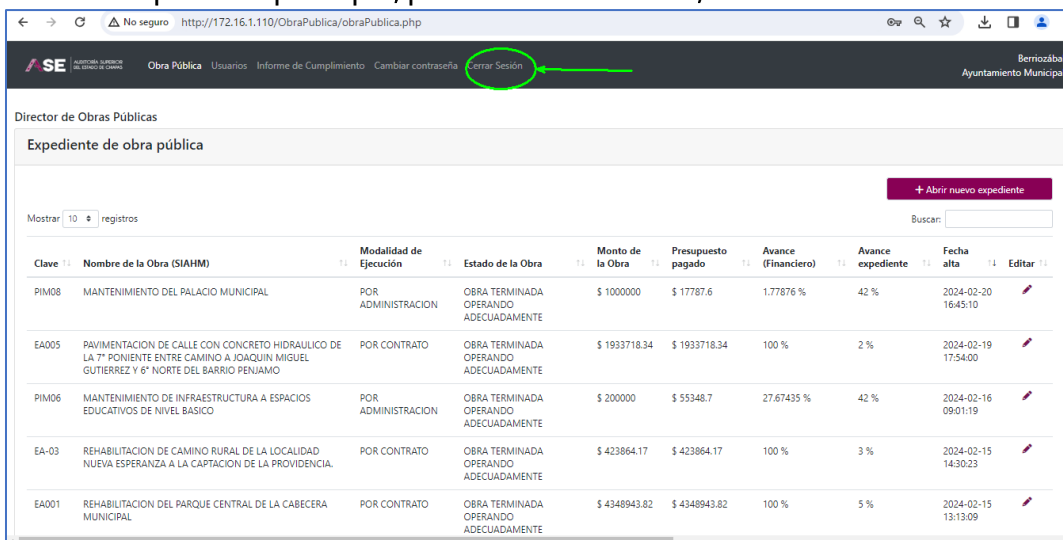 No seguro http://172.16.1.110/ObraPublica/obraPublica.php
ASE AUDITORÍA SUPERIOR DEL ESTADO DE CHIAPAS Obra Pública Usuarios Informe de Cumplimiento Cambiar contraseña Cerrar Sesión
Berriozába
Ayuntamiento Municipa
Director de Obras Públicas
Expediente de obra pública
+ Abrir nuevo expediente
Mostrar 10 registros Buscar:
Clave Nombre de la Obra (SIAHM) Modalidad de Ejecución Estado de la Obra Monto de la Obra Presupuesto pagado Avance (Financiero) Avance expediente Fecha alta Editar
PIM08 MANTENIMIENTO DEL PALACIO MUNICIPAL POR ADMINISTRACION OBRA TERMINADA OPERANDO ADECUADAMENTE $ 1000000 $ 17787.6 1.77876 % 42 % 2024-02-20 16:45:10
EA005 PAVIMENTACION DE CALLE CON CONCRETO HIDRAULICO DE LA 7° PONIENTE ENTRE CAMINO A JOAQUIN MIGUEL GUTIERREZ Y 6° NORTE DEL BARRIO PENJAMO POR CONTRATO OBRA TERMINADA OPERANDO ADECUADAMENTE $ 1933718.34 $ 1933718.34 100 % 2 % 2024-02-19 17:54:00
PIM06 MANTENIMIENTO DE INFRAESTRUCTURA A ESPACIOS EDUCATIVOS DE NIVEL BASICO POR ADMINISTRACION OBRA TERMINADA OPERANDO ADECUADAMENTE $ 200000 $ 55348.7 27.67435 % 42 % 2024-02-16 09:01:19
EA-03 REHABILITACION DE CAMINO RURAL DE LA LOCALIDAD NUEVA ESPERANZA A LA CAPTACION DE LA PROVIDENCIA. POR CONTRATO OBRA TERMINADA OPERANDO ADECUADAMENTE $ 423864.17 $ 423864.17 100 % 3 % 2024-02-15 14:30:23
EA001 REHABILITACION DEL PARQUE CENTRAL DE LA CABECERA MUNICIPAL POR CONTRATO OBRA TERMINADA OPERANDO ADECUADAMENTE $ 4348943.82 $ 4348943.82 100 % 5 % 2024-02-15 13:13:09